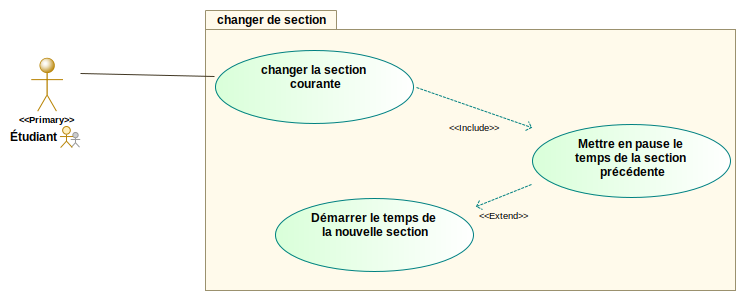 changer de section
changer la section
courante
<<Primary>>
Étudiant
<<Include>>
Mettre en pause le
temps de la section
précédente
Démarrer le temps de
la nouvelle section
<<Extend>>